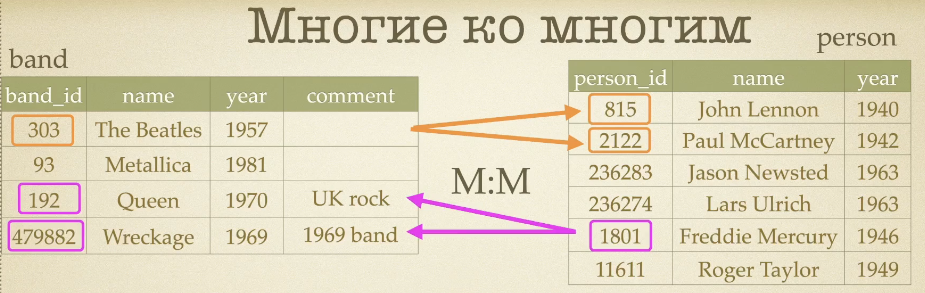 Многие ко многим
band
band_id name year comment
303 The Beatles 1957
93 Metallica 1981
192 Queen 1970 UK rock
479882 Wreckage 1969 1969 band
M:M
person
person_id name year
815 John Lennon 1940
2122 Paul McCartney 1942
236283 Jason Newsted 1963
236274 Lars Ulrich 1963
1801 Freddie Mercury 1946
11611 Roger Taylor 1949